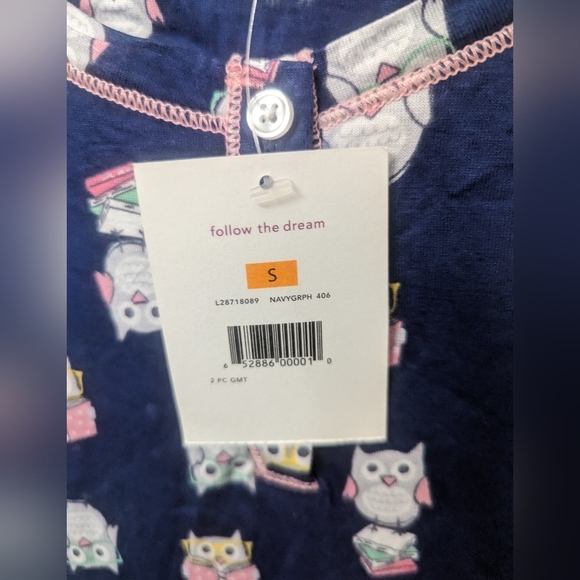 follow the dream
S
L28718089 NAVYGRPH 406
6 52886 00001 0
2 PC GMT